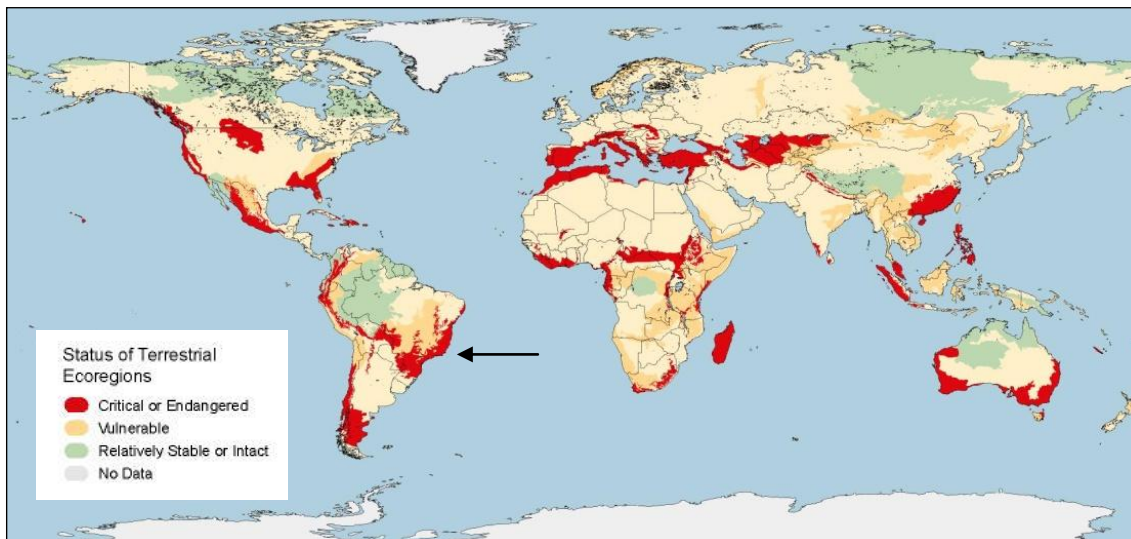 Status of Terrestrial
Ecoregions
Critical or Endangered
Vulnerable
Relatively Stable or Intact
No Data